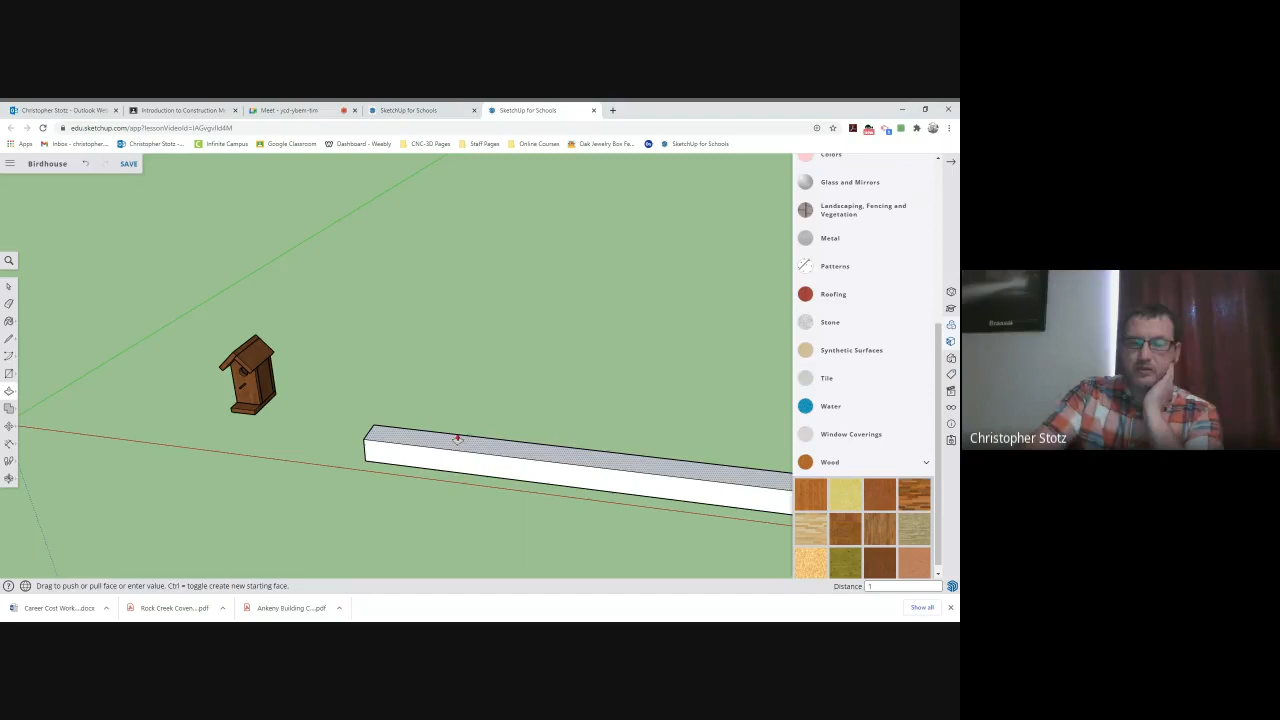 Christopher Stotz - Outlook We
Introduction to Construction M
Meet - ycd-ybem-tim
SketchUp for Schools
SketchUp for Schools
edu.sketchup.com/app?lessonVideoId=IAGvgvIId4M
Apps
Inbox - christopher....
Christopher Stotz -...
Infinite Campus
Google Classroom
Dashboard - Weebly
CNC-3D Pages
Staff Pages
Online Courses
Oak Jewelry Box Fe...
SketchUp for Schools
Birdhouse
SAVE
Colors
Glass and Mirrors
Landscaping, Fencing and
Vegetation
Metal
Patterns
Roofing
Stone
Synthetic Surfaces
Tile
Water
Window Coverings
Wood
Christopher Stotz
Drag to push or pull face or enter value. Ctrl = toggle create new starting face.
Distance 1
Career Cost Work....docx
Rock Creek Coven....pdf
Ankeny Building C....pdf
Show all